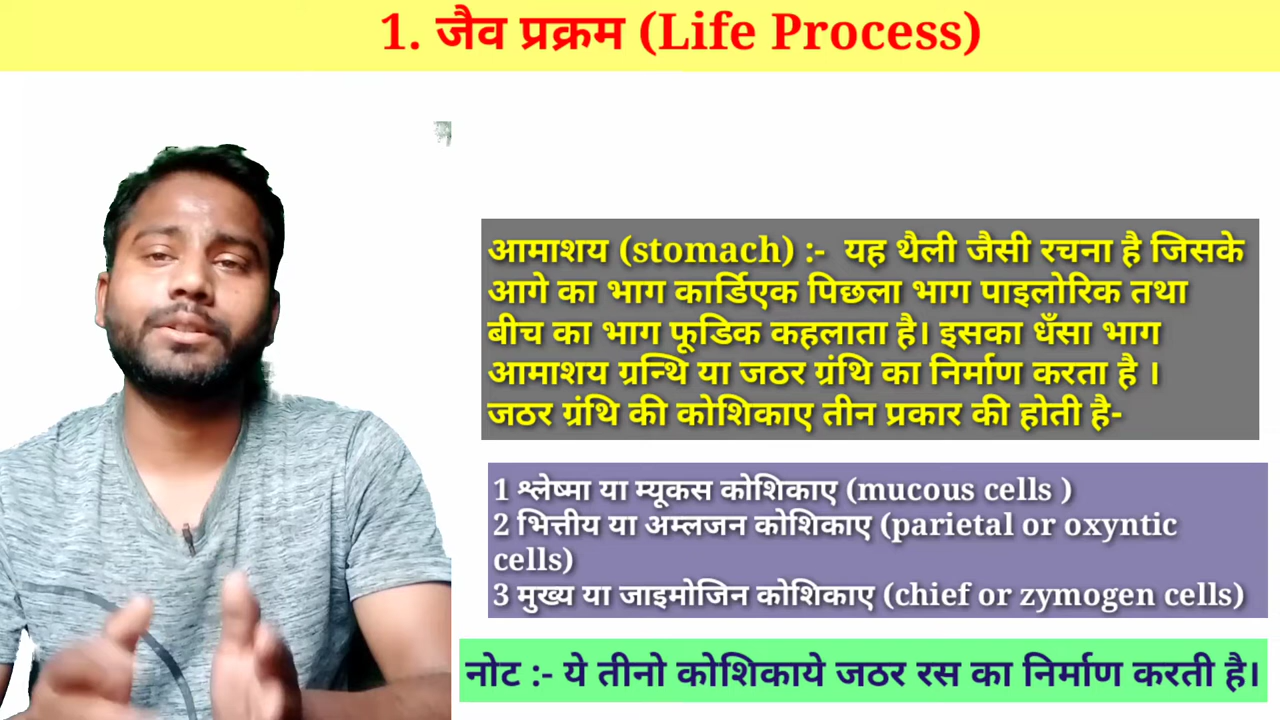 1. जैव प्रक्रम (Life Process)
आमाशय (stomach) :- यह थैली जैसी रचना है जिसके
आगे का भाग कार्डिएक पिछला भाग पाइलोरिक तथा
बीच का भाग फूडिक कहलाता है। इसका धँसा भाग
आमाशय ग्रन्थि या जठर ग्रंथि का निर्माण करता है ।
जठर ग्रंथि की कोशिकाए तीन प्रकार की होती है-
1 श्लेष्मा या म्यूकस कोशिकाए (mucous cells )
2 भित्तीय या अम्लजन कोशिकाए (parietal or oxyntic
cells)
3 मुख्य या जाइमोजिन कोशिकाए (chief or zymogen cells)
नोट :- ये तीनो कोशिकाये जठर रस का निर्माण करती है।